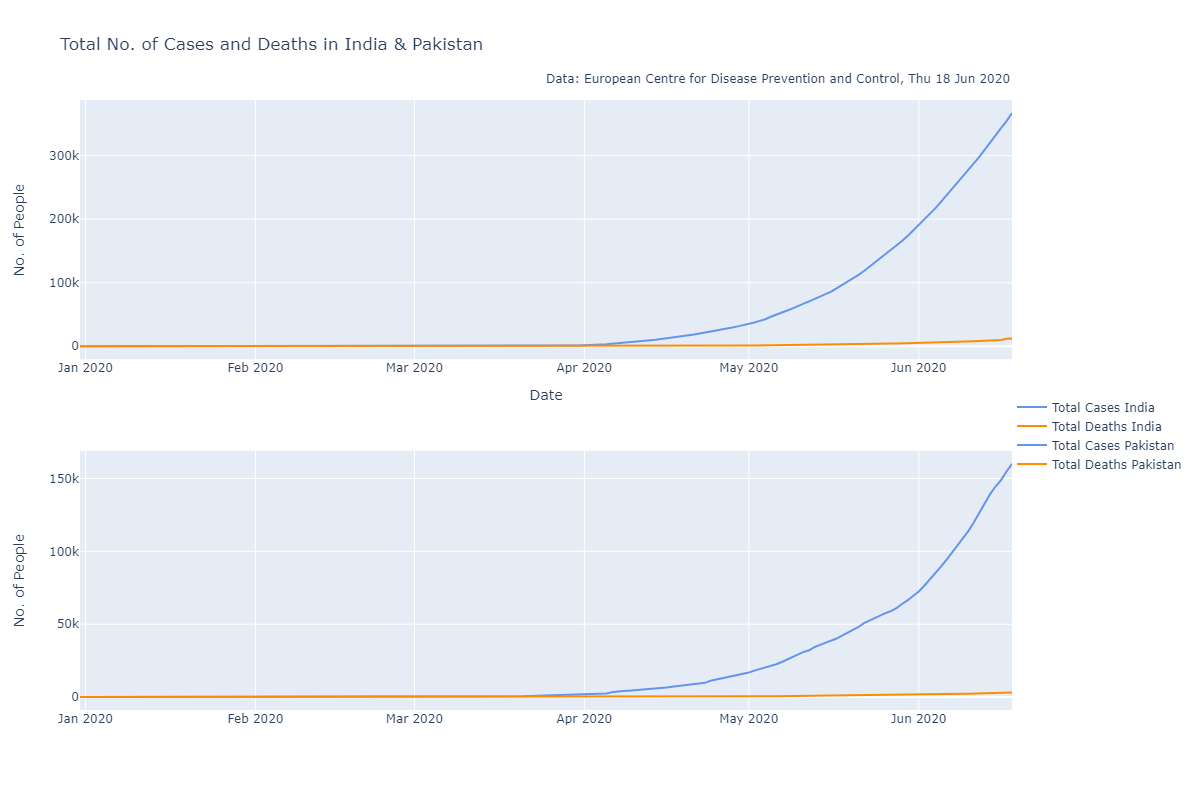 Total No. of Cases and Deaths in India & Pakistan
Data: European Centre for Disease Prevention and Control, Thu 18 Jun 2020
No. of People
300k
200k
100k
0
Jan 2020 Feb 2020 Mar 2020 Apr 2020 May 2020 Jun 2020
Date
Total Cases India
Total Deaths India
Total Cases Pakistan
Total Deaths Pakistan
No. of People
150k
100k
50k
0
Jan 2020 Feb 2020 Mar 2020 Apr 2020 May 2020 Jun 2020